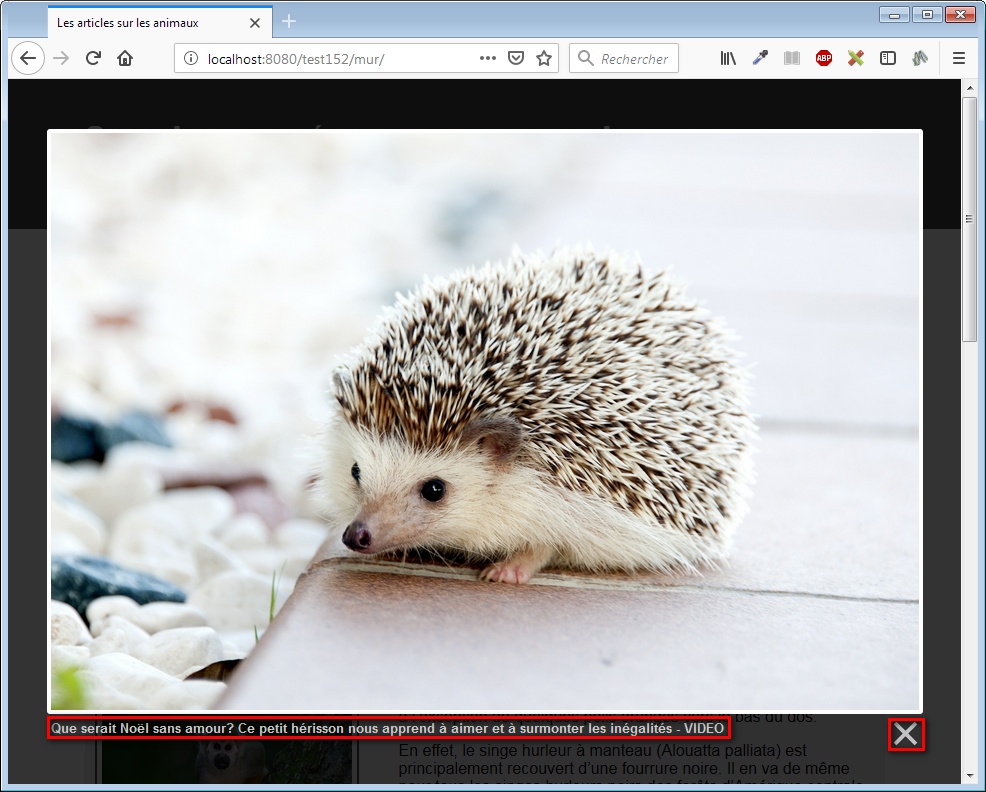 Les articles sur les animaux
localhost:8080/test152/mur/
Rechercher
ABP
Que serait Noël sans amour? Ce petit hérisson nous apprend à aimer et à surmonter les inégalités - VIDEO
bas du dos.
En effet, le singe hurleur à manteau (Alouatta palliata) est
principalement recouvert d'une fourrure noire. Il en va de même